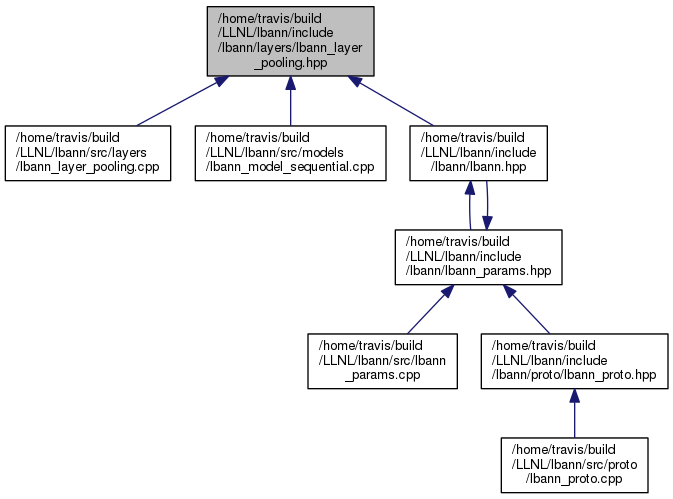 /home/travis/build
/LLNL/lbann/include
/lbann/layers/lbann_layer
_pooling.hpp
/home/travis/build
/LLNL/lbann/src/layers
/lbann_layer_pooling.cpp
/home/travis/build
/LLNL/lbann/src/models
/lbann_model_sequential.cpp
/home/travis/build
/LLNL/lbann/include
/lbann/lbann.hpp
/home/travis/build
/LLNL/lbann/include
/lbann/lbann_params.hpp
/home/travis/build
/LLNL/lbann/src/lbann
_params.cpp
/home/travis/build
/LLNL/lbann/include
/lbann/proto/lbann_proto.hpp
/home/travis/build
/LLNL/lbann/src/proto
/lbann_proto.cpp